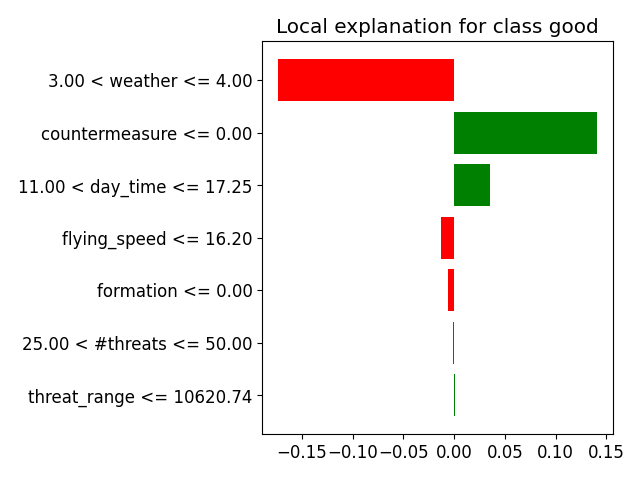 Local explanation for class good
3.00 < weather <= 4.00
countermeasure <= 0.00
11.00 < day_time <= 17.25
flying_speed <= 16.20
formation <= 0.00
25.00 < #threats <= 50.00
threat_range <= 10620.74
−0.15 −0.10 −0.05 0.00 0.05 0.10 0.15